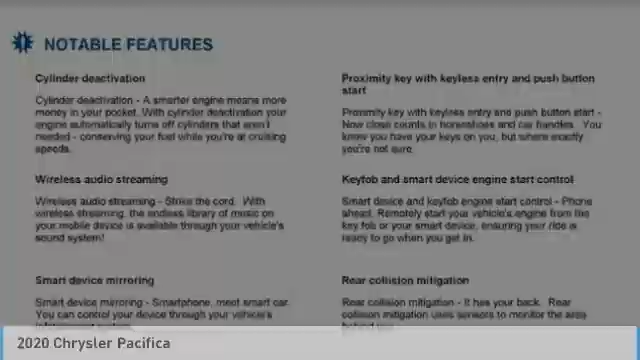 NOTABLE FEATURES
Cylinder deactivation
Cylinder deactivation - A smarter engine means more
money in your pocket. With cylinder deactivation your
engine automatically turns off cylinders that aren't
needed - conserving your fuel while you're at cruising
speeds.
Wireless audio streaming
Wireless audio streaming - Strike the cord. With
wireless streaming, the endless library of music on
your mobile device is available through your vehicle's
sound system!
Smart device mirroring
Smart device mirroring - Smartphone, meet smart car.
You can control your device through your vehicle's
Proximity key with keyless entry and push button
start
Proximity key with keyless entry and push button start -
Now close counts in horseshoes and car handles. You
know you have your keys on you, but where exactly
you're not sure.
Keyfob and smart device engine start control
Smart device and keyfob engine start control - Phone
ahead. Remotely start your vehicle's engine from the
key fob or your smart device, ensuring your ride is
ready to go when you get in.
Rear collision mitigation
Rear collision mitigation - It has your back. Rear
collision mitigation uses sensors to monitor the area
2020 Chrysler Pacifica